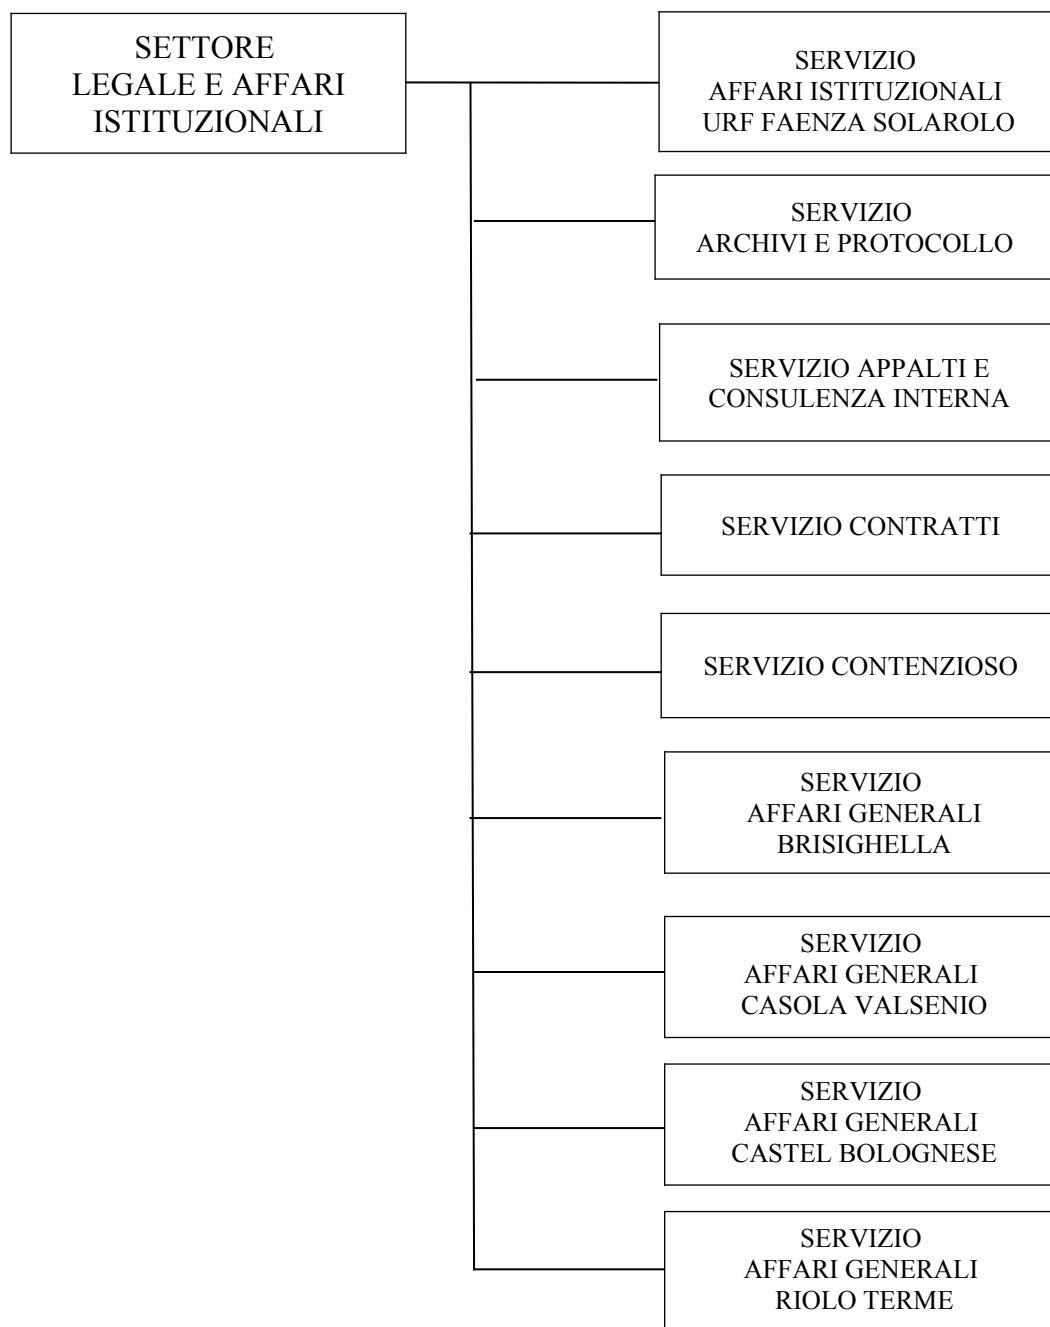 SETTORE
LEGALE E AFFARI
ISTITUZIONALI
SERVIZIO
AFFARI ISTITUZIONALI
URF FAENZA SOLAROLO
SERVIZIO
ARCHIVI E PROTOCOLLO
SERVIZIO APPALTI E
CONSULENZA INTERNA
SERVIZIO CONTRATTI
SERVIZIO CONTENZIOSO
SERVIZIO
AFFARI GENERALI
BRISIGHELLA
SERVIZIO
AFFARI GENERALI
CASOLA VALSENIO
SERVIZIO
AFFARI GENERALI
CASTEL BOLOGNESE
SERVIZIO
AFFARI GENERALI
RIOLO TERME